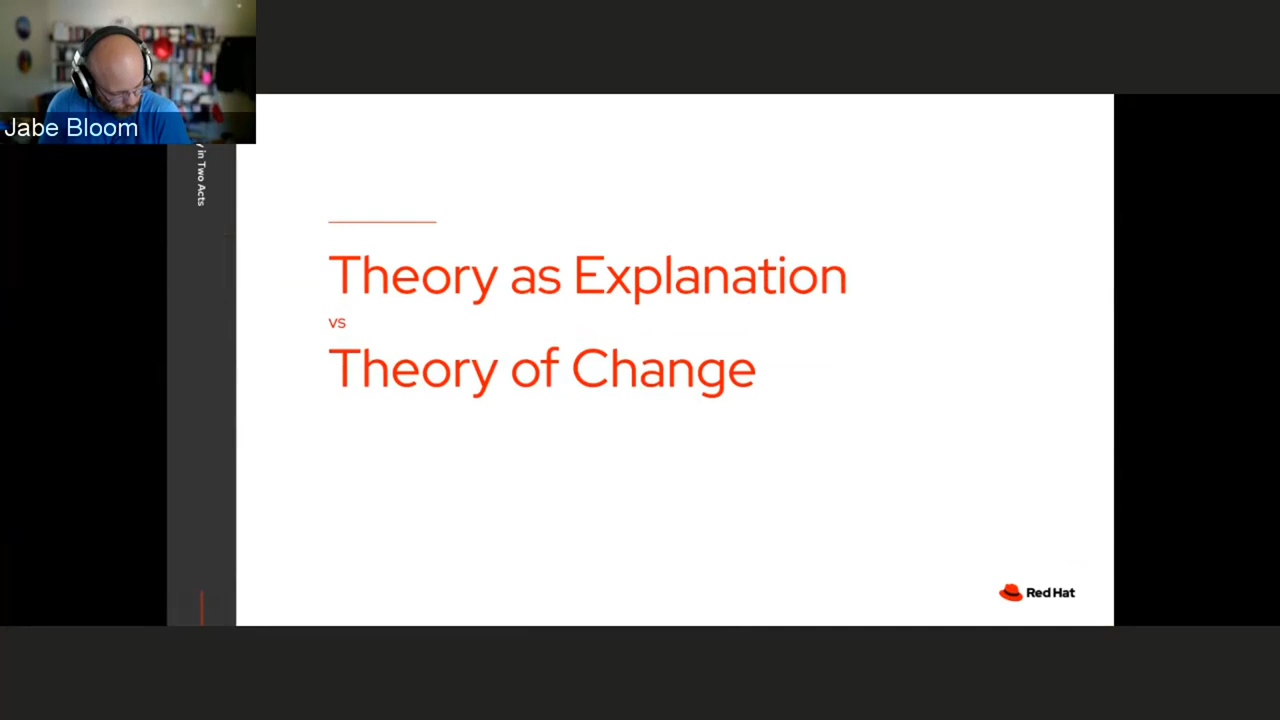 Jabe Bloom
in Two Acts
Theory as Explanation
vs
Theory of Change
Red Hat